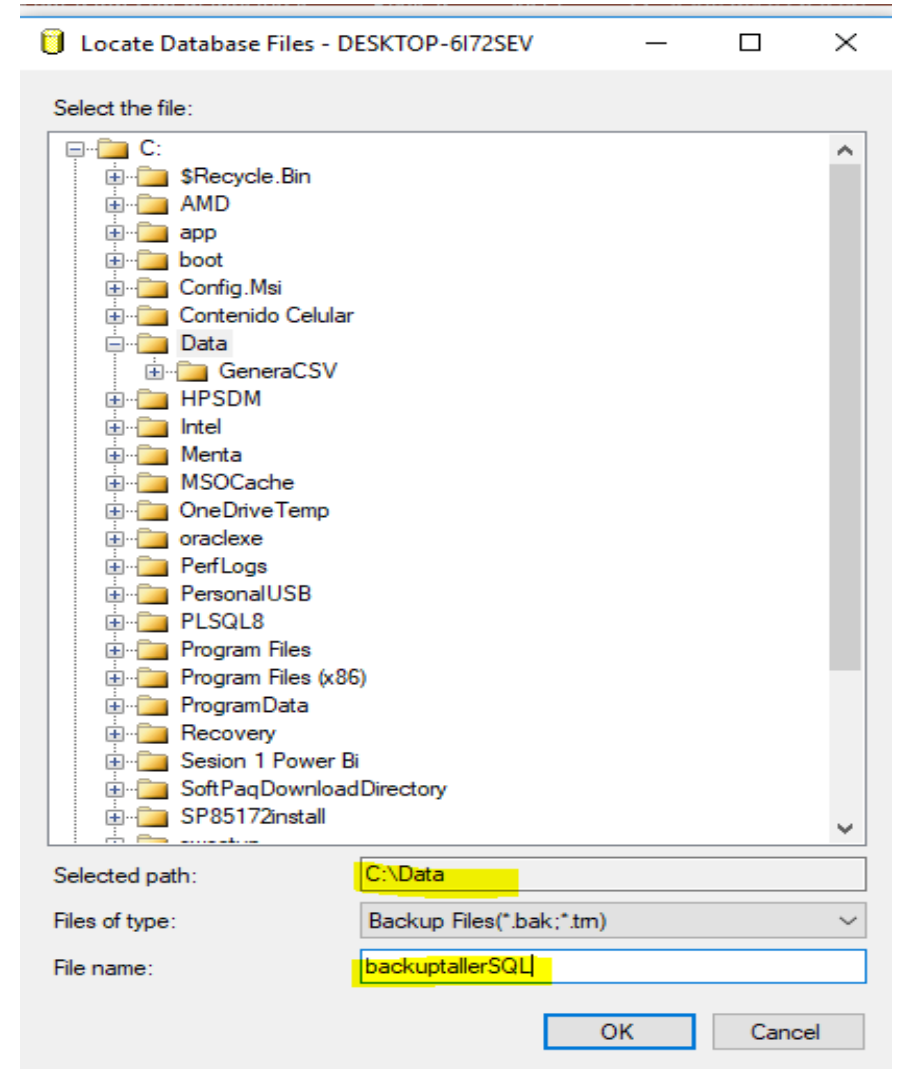 Locate Database Files - DESKTOP-6I72SEV
Select the file:
C:
$Recycle.Bin
AMD
app
boot
Config.Msi
Contenido Celular
Data
GeneraCSV
HPSDM
Intel
Menta
MSOCache
OneDriveTemp
oraclexe
PerfLogs
PersonalUSB
PLSQL8
Program Files
Program Files (x86)
ProgramData
Recovery
Sesion 1 Power Bi
SoftPaqDownloadDirectory
SP85172install
Selected path: C:\Data
Files of type: Backup Files(*.bak;*.trn)
File name: backuptallerSQL
OK Cancel